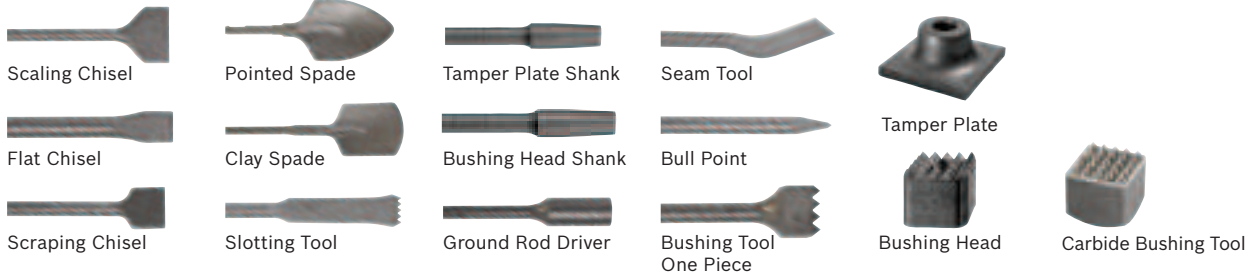 Scaling Chisel
Pointed Spade
Tamper Plate Shank
Seam Tool
Tamper Plate
Flat Chisel
Clay Spade
Bushing Head Shank
Bull Point
Scraping Chisel
Slotting Tool
Ground Rod Driver
Bushing Tool
One Piece
Bushing Head
Carbide Bushing Tool